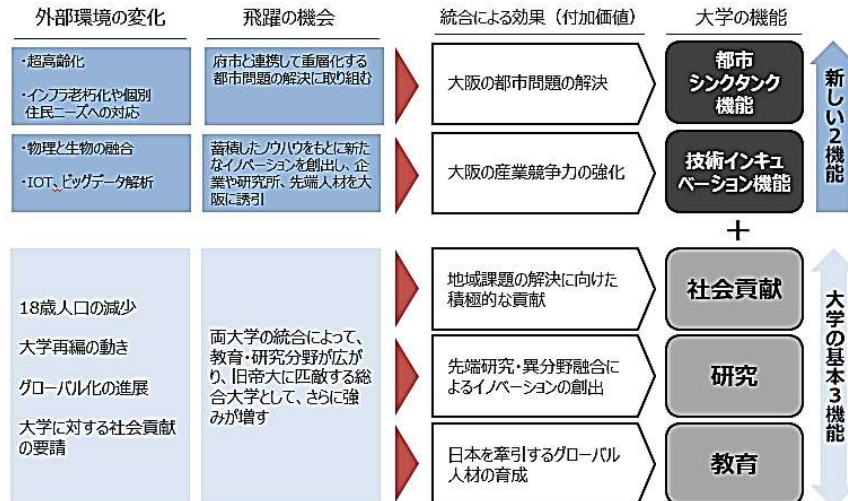 外部環境の変化
飛躍の機会
統合による効果（付加価値）
大学の機能
・超高齢化
・インフラ老朽化や個別
住民ニーズへの対応
府市と連携して重層化する
都市問題の解決に取り組む
大阪の都市問題の解決
都市
シンクタンク
機能
・物理と生物の融合
・IOT、ビッグデータ解析
蓄積したノウハウをもとに新た
なイノベーションを創出し、企
業や研究所、先端人材を大
阪に誘引
大阪の産業競争力の強化
技術インキュ
ベーション機能
新しい2機能
+
18歳人口の減少
大学再編の動き
グローバル化の進展
大学に対する社会貢献
の要請
両大学の統合によって、
教育・研究分野が広が
り、旧帝大に匹敵する総
合大学として、さらに強
みが増す
地域課題の解決に向けた
積極的な貢献
社会貢献
先端研究・異分野融合に
よるイノベーションの創出
研究
日本を牽引するグローバル
人材の育成
教育
大学の基本3機能